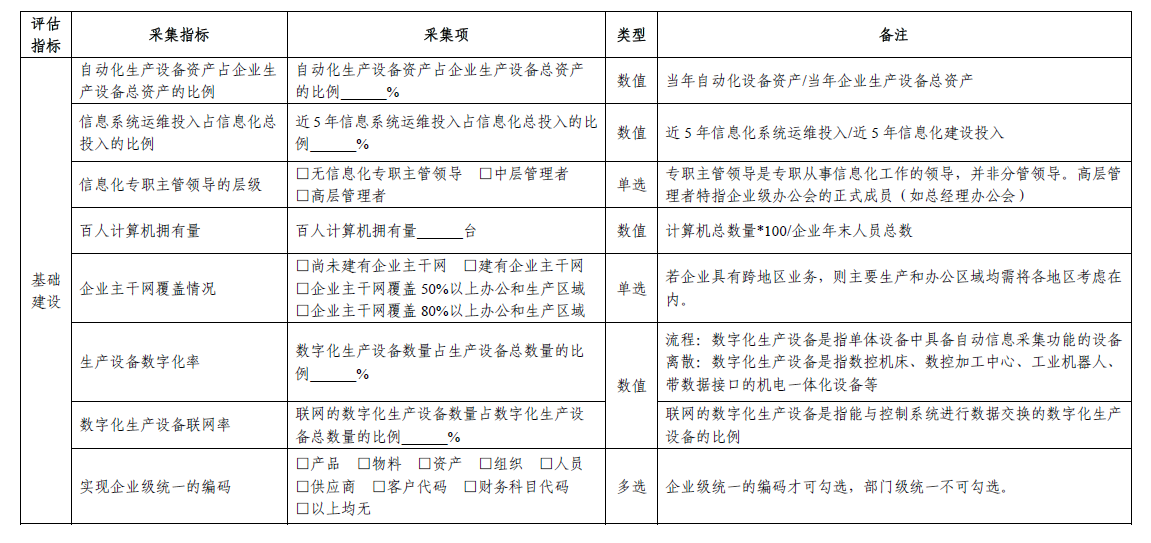 评估
指标
采集指标
采集项
类型
备注
基础
建设
自动化生产设备资产占企业生
产设备总资产的比例
自动化生产设备资产占企业生产设备总资产
的比例______%
数值
当年自动化设备资产/当年企业生产设备总资产
信息系统运维投入占信息化总
投入的比例
近 5 年信息系统运维投入占信息化总投入的比
例______%
数值
近 5 年信息化系统运维投入/近 5 年信息化建设投入
信息化专职主管领导的层级
□无信息化专职主管领导 □中层管理者
□高层管理者
单选
专职主管领导是专职从事信息化工作的领导，并非分管领导。高层
管理者特指企业级办公会的正式成员（如总经理办公会）
百人计算机拥有量
百人计算机拥有量______台
数值
计算机总数量*100/企业年末人员总数
企业主干网覆盖情况
□尚未建有企业主干网 □建有企业主干网
□企业主干网覆盖 50%以上办公和生产区域
□企业主干网覆盖 80%以上办公和生产区域
单选
若企业具有跨地区业务，则主要生产和办公区域均需将各地区考虑在
内。
生产设备数字化率
数字化生产设备数量占生产设备总数量的比
例______%
数值
流程：数字化生产设备是指单体设备中具备自动信息采集功能的设备
离散：数字化生产设备是指数控机床、数控加工中心、工业机器人、
带数据接口的机电一体化设备等
数字化生产设备联网率
联网的数字化生产设备数量占数字化生产设
备总数量的比例______%
联网的数字化生产设备是指能与控制系统进行数据交换的数字化生产
设备的比例
实现企业级统一的编码
□产品 □物料 □资产 □组织 □人员
□供应商 □客户代码 □财务科目代码
□以上均无
多选
企业级统一的编码才可勾选，部门级统一不可勾选。